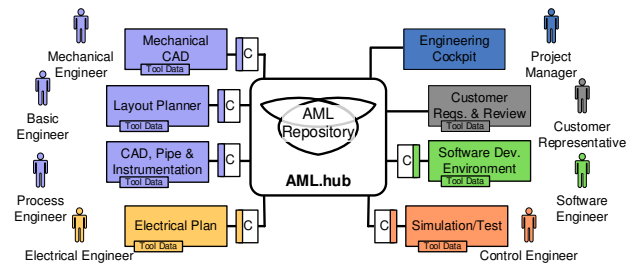 Mechanical
Engineer
Mechanical
CAD
Tool Data
C
Engineering
Cockpit
Project
Manager
Basic
Engineer
Layout Planner
Tool Data
C
AML
Repository
AML.hub
Customer
Reqs. & Review
Tool Data
Customer
Representative
Process
Engineer
CAD, Pipe &
Instrumentation
Tool Data
C
C
Software Dev.
Environment
Tool Data
Software
Engineer
Electrical Engineer
Electrical Plan
Tool Data
C
C
Simulation/Test
Tool Data
Control Engineer